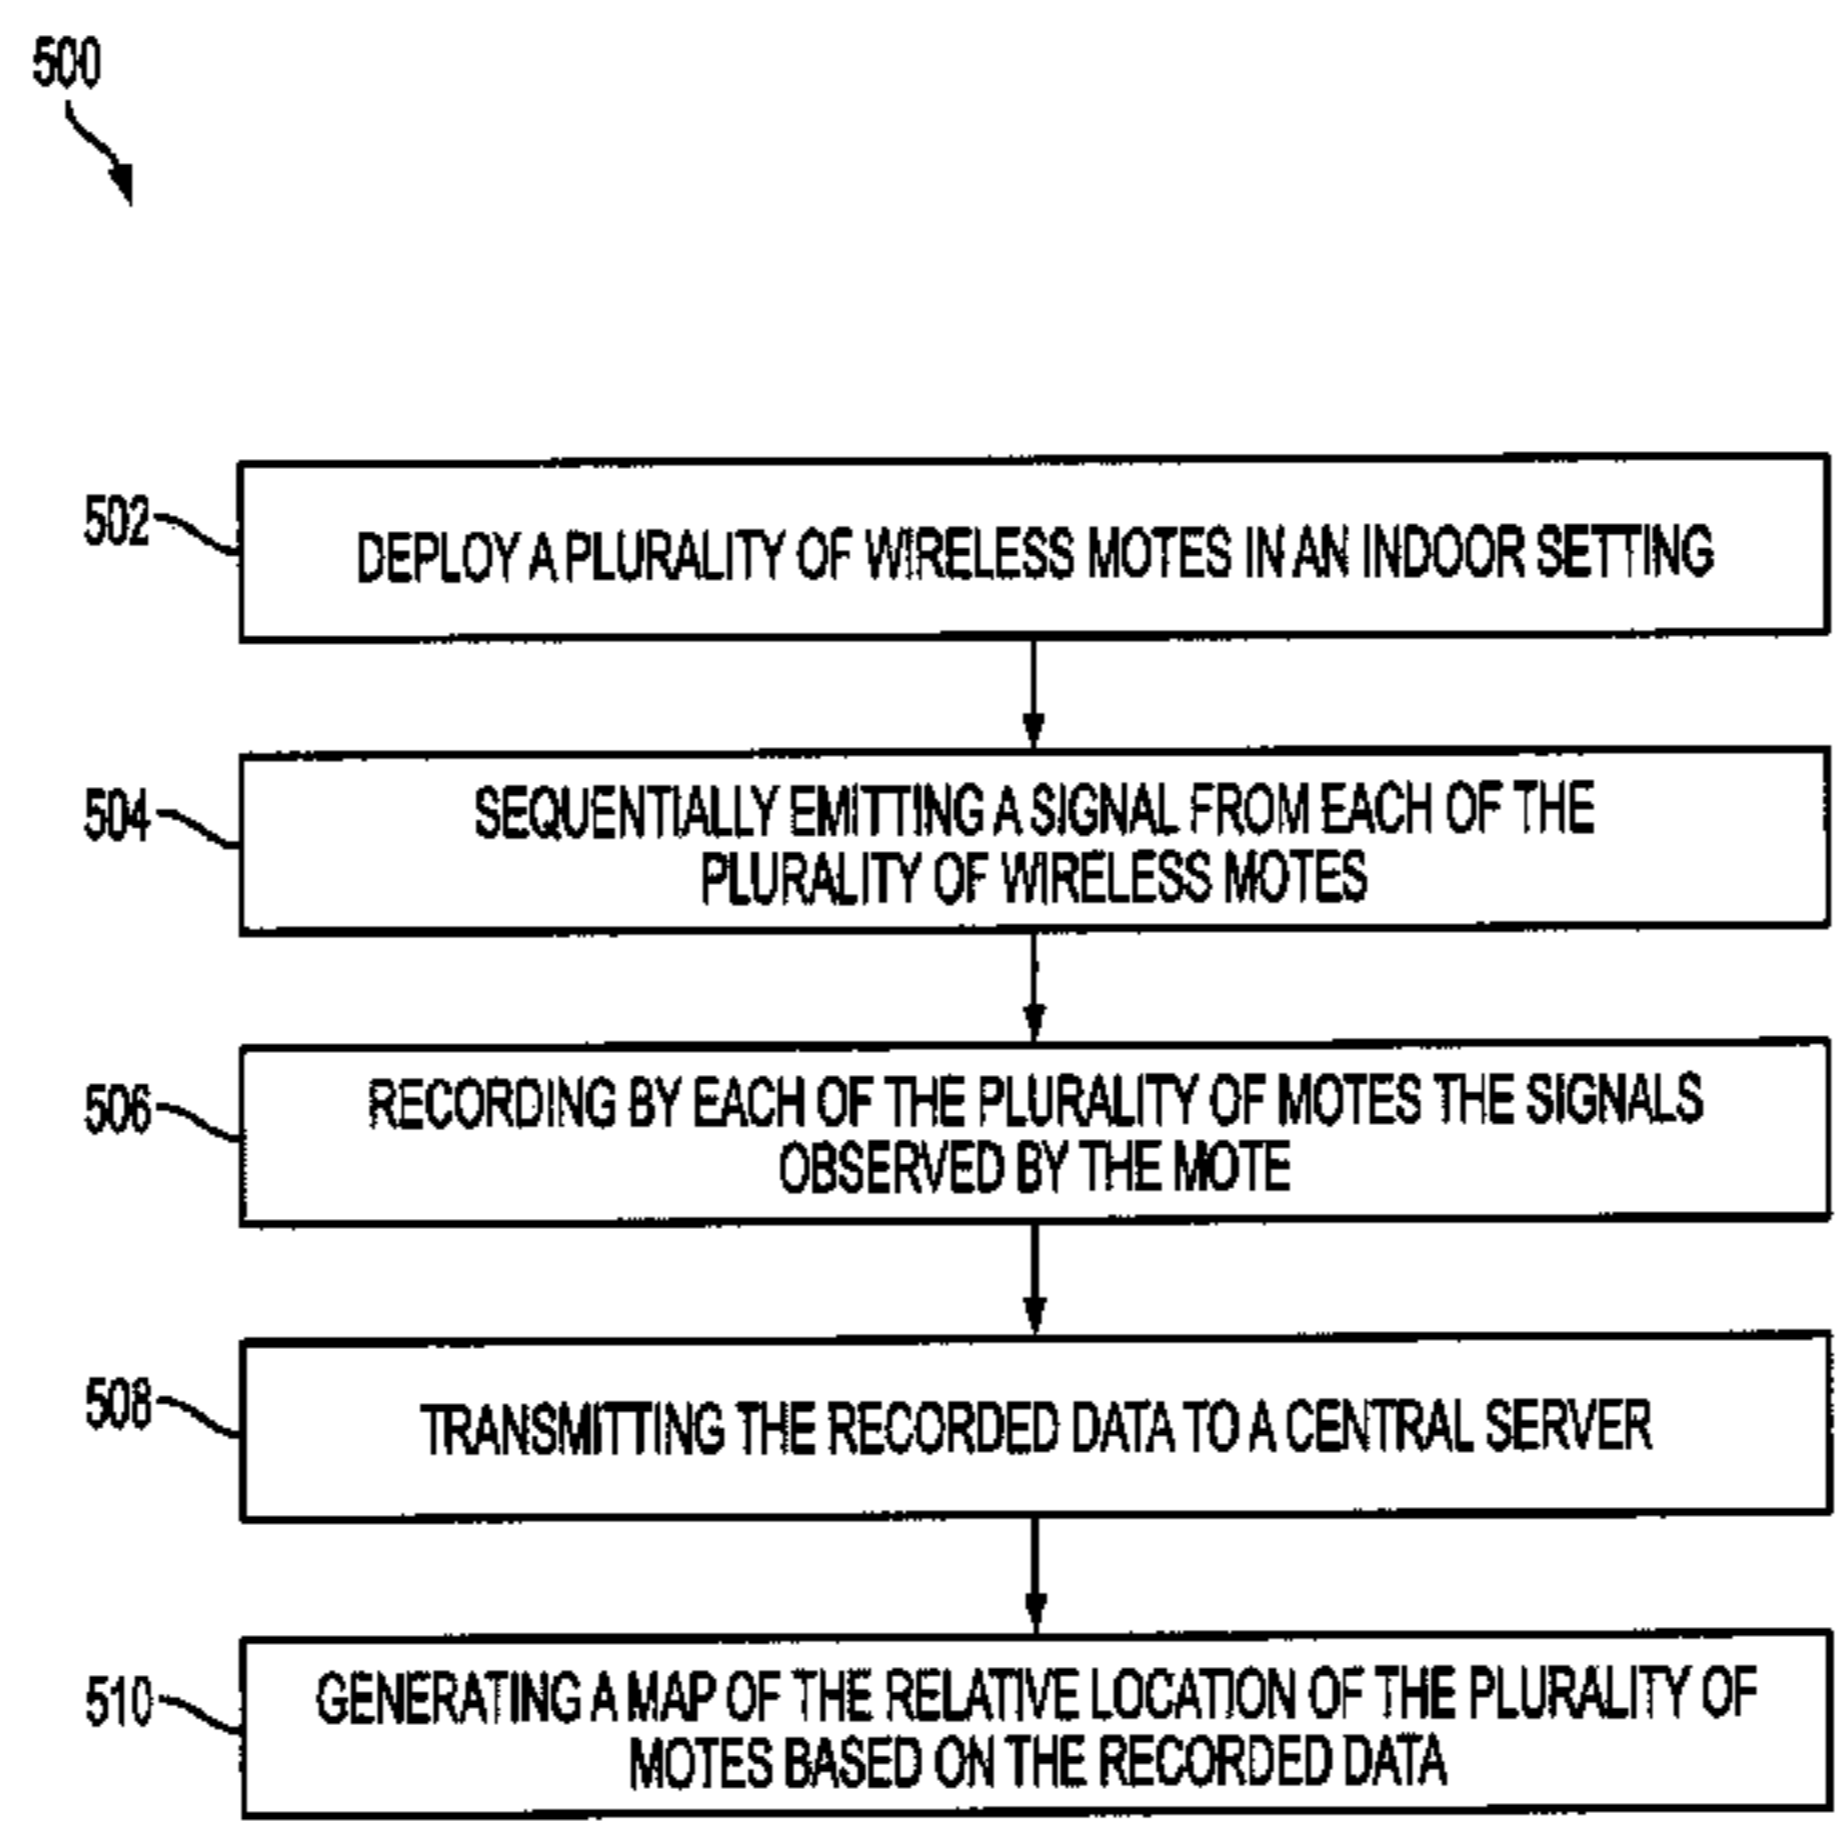 500
502
DEPLOY A PLURALITY OF WIRELESS MOTES IN AN INDOOR SETTING
504
SEQUENTIALLY EMITTING A SIGNAL FROM EACH OF THE
PLURALITY OF WIRELESS MOTES
506
RECORDING BY EACH OF THE PLURALITY OF MOTES THE SIGNALS
OBSERVED BY THE MOTE
508
TRANSMITTING THE RECORDED DATA TO A CENTRAL SERVER
510
GENERATING A MAP OF THE RELATIVE LOCATION OF THE PLURALITY OF
MOTES BASED ON THE RECORDED DATA